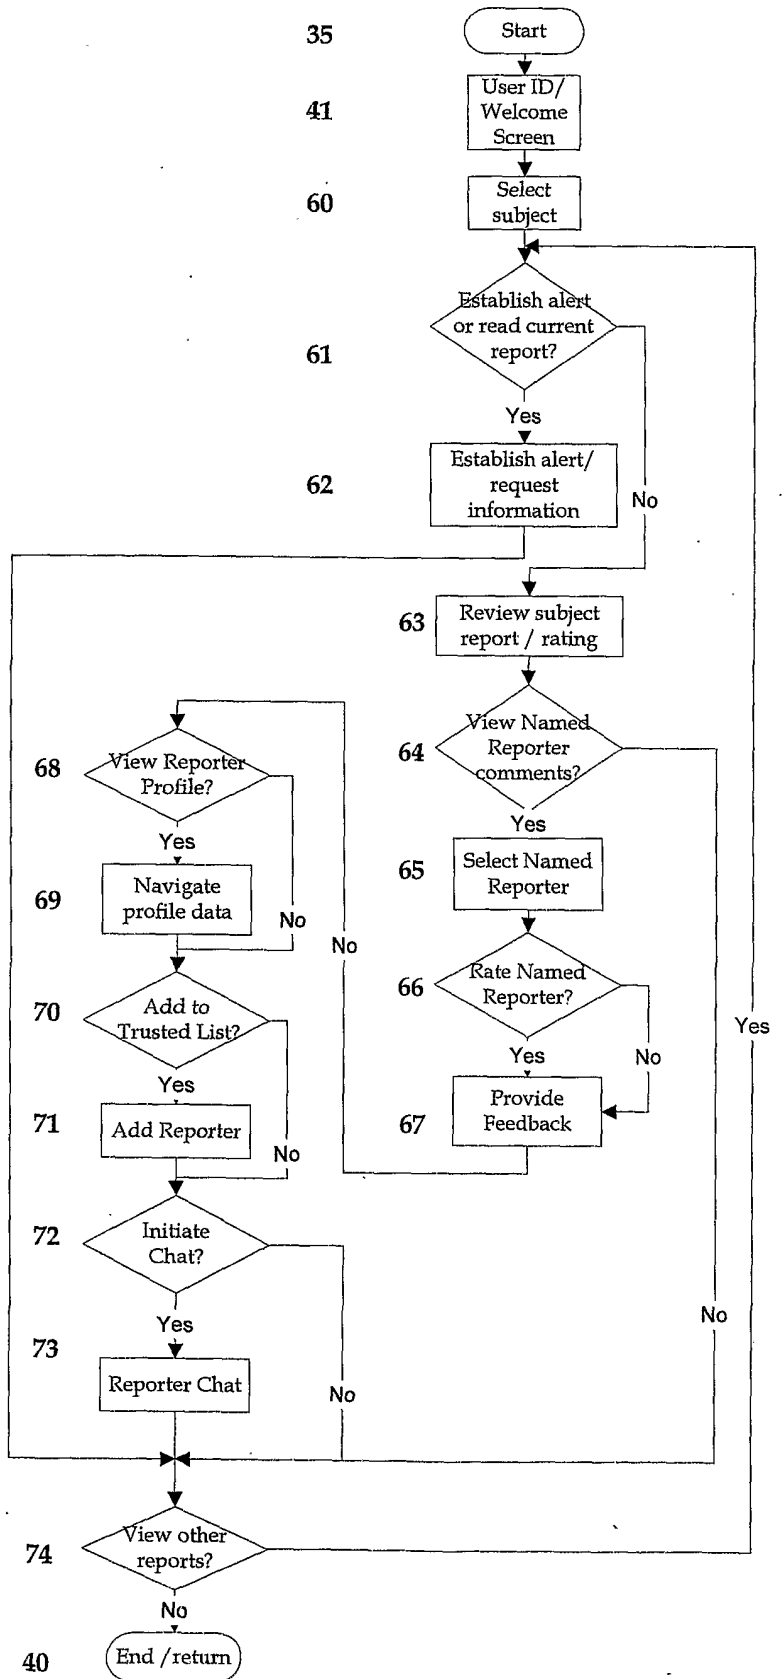 35
Start
41
User ID/
Welcome
Screen
60
Select
subject
61
Establish alert
or read current
report?
Yes
62
Establish alert/
request
information
No
63
Review subject
report / rating
64
View Named
Reporter
comments?
Yes
65
Select Named
Reporter
66
Rate Named
Reporter?
Yes
No
67
Provide
Feedback
No
68
View Reporter
Profile?
Yes
69
Navigate
profile data
No
70
Add to
Trusted List?
Yes
71
Add Reporter
No
72
Initiate
Chat?
Yes
73
Reporter Chat
No
No
Yes
74
View other
reports?
No
40
End /return